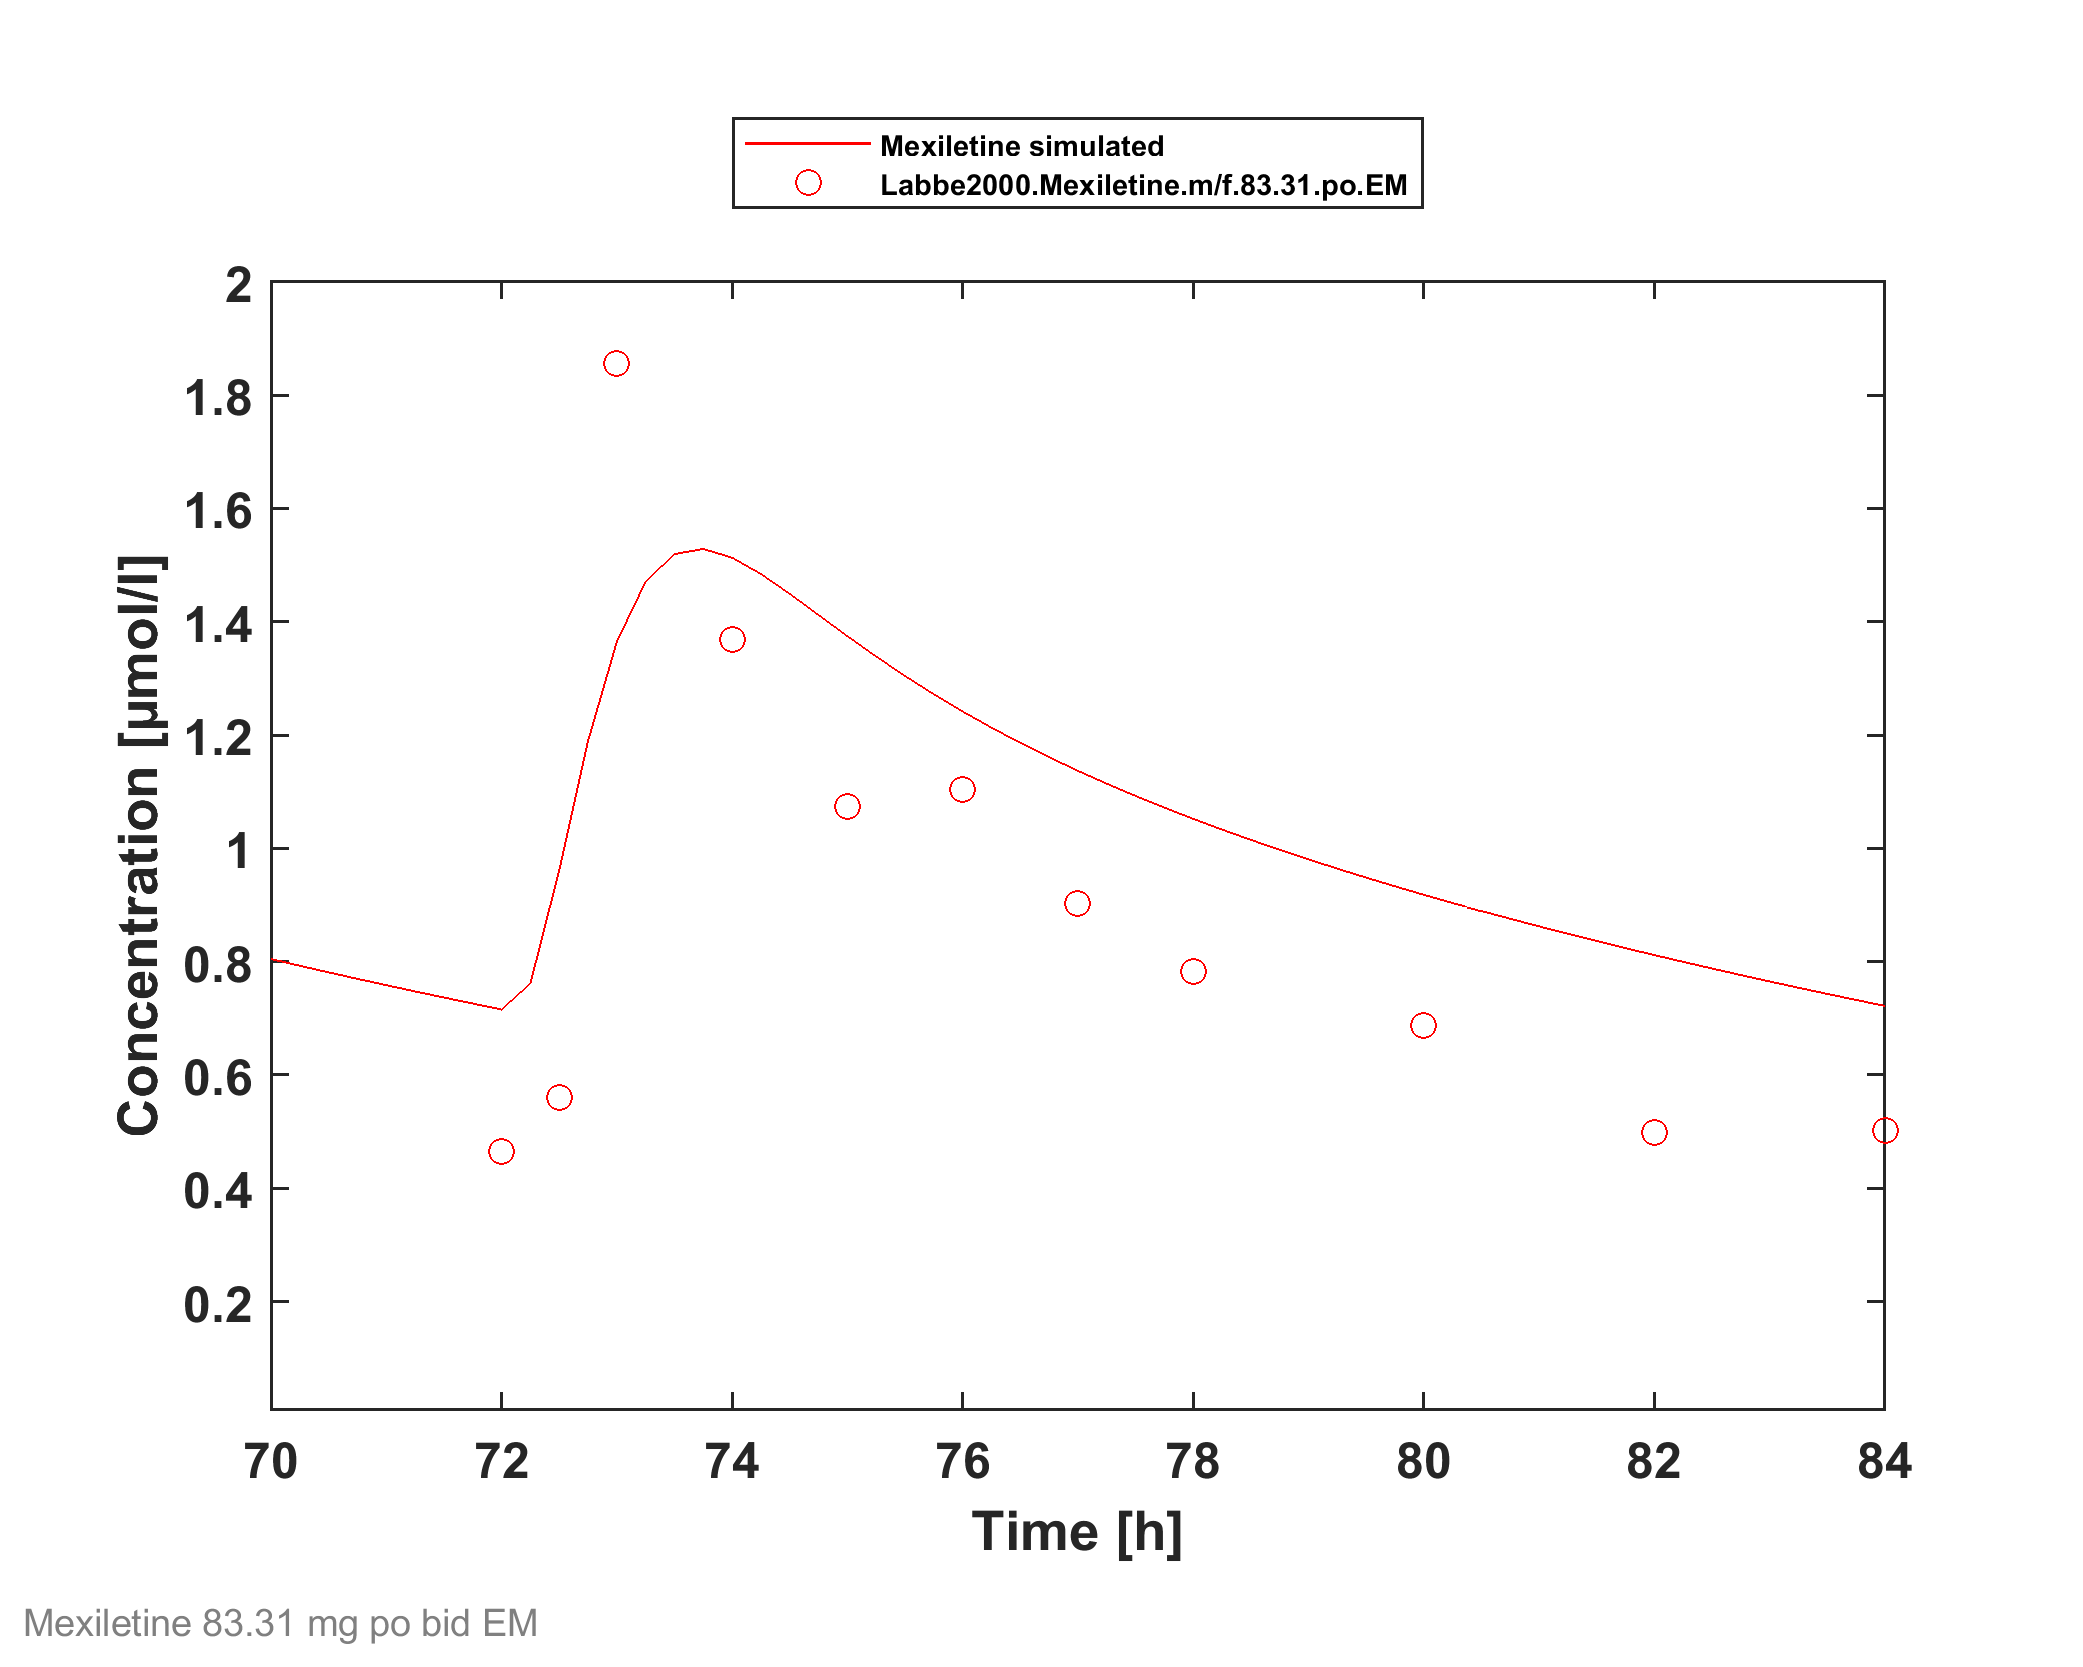 Mexiletine simulated
Labbe2000.Mexiletine.m/f.83.31.po.EM
2
1.8
1.6
1.4
1.2
1
0.8
0.6
0.4
0.2
Concentration [µmol/l]
70 72 74 76 78 80 82 84
Time [h]
Mexiletine 83.31 mg po bid EM